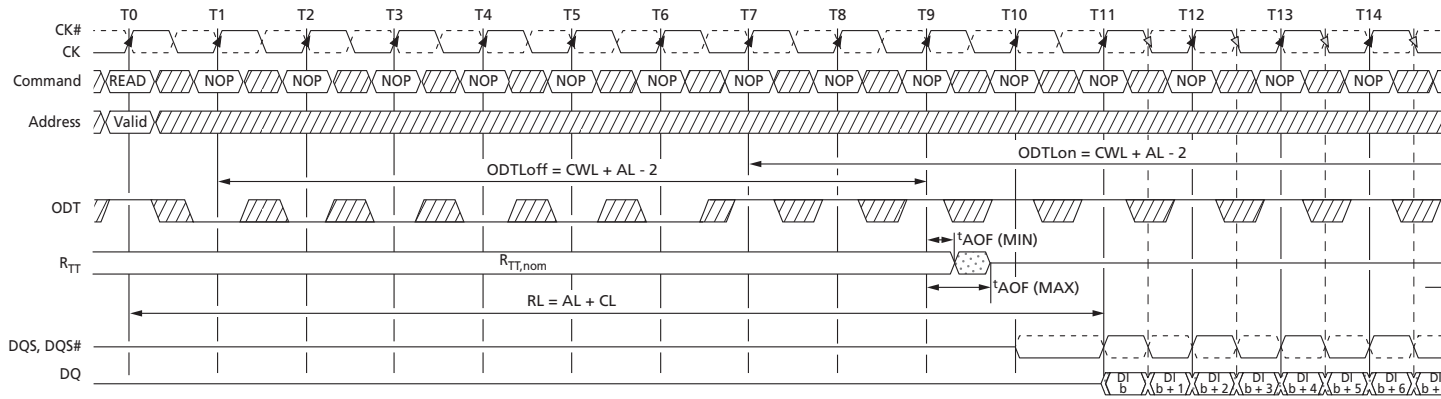 T0 T1 T2 T3 T4 T5 T6 T7 T8 T9 T10 T11 T12 T13 T14
CK#
CK
Command READ NOP NOP NOP NOP NOP NOP NOP NOP NOP NOP NOP NOP NOP NOP
Address Valid
ODTLon = CWL + AL - 2
ODTLoff = CWL + AL - 2
ODT
tAOF (MIN)
RTT RTT,nom
tAOF (MAX)
RL = AL + CL
DQS, DQS#
DQ
DI b DI b + 1 DI b + 2 DI b + 3 DI b + 4 DI b + 5 DI b + 6 DI b +